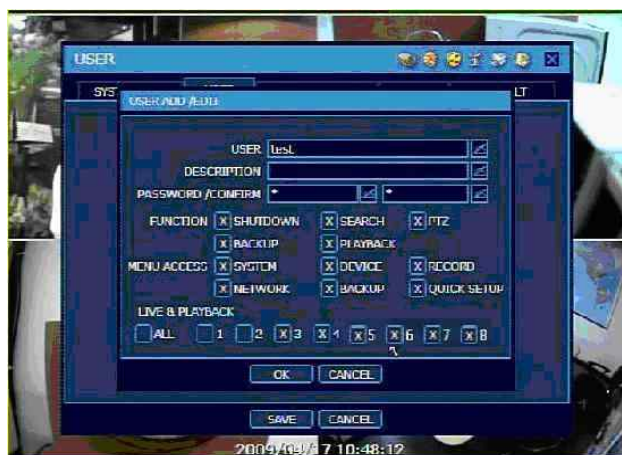 USER
SYS LT
USER ADD /EDIT
USER test
DESCRIPTION
PASSWORD /CONFIRM * *
FUNCTION X SHUTDOWN X SEARCH X PTZ
X BACKUP X PLAYBACK
MENU ACCESS X SYSTEM X DEVICE X RECORD
X NETWORK X BACKUP X QUICK SETUP
LIVE & PLAYBACK
ALL 1 2 X 3 X 4 X 5 X 6 X 7 X 8
OK CANCEL
SAVE CANCEL
2009/04/17 10:48:12